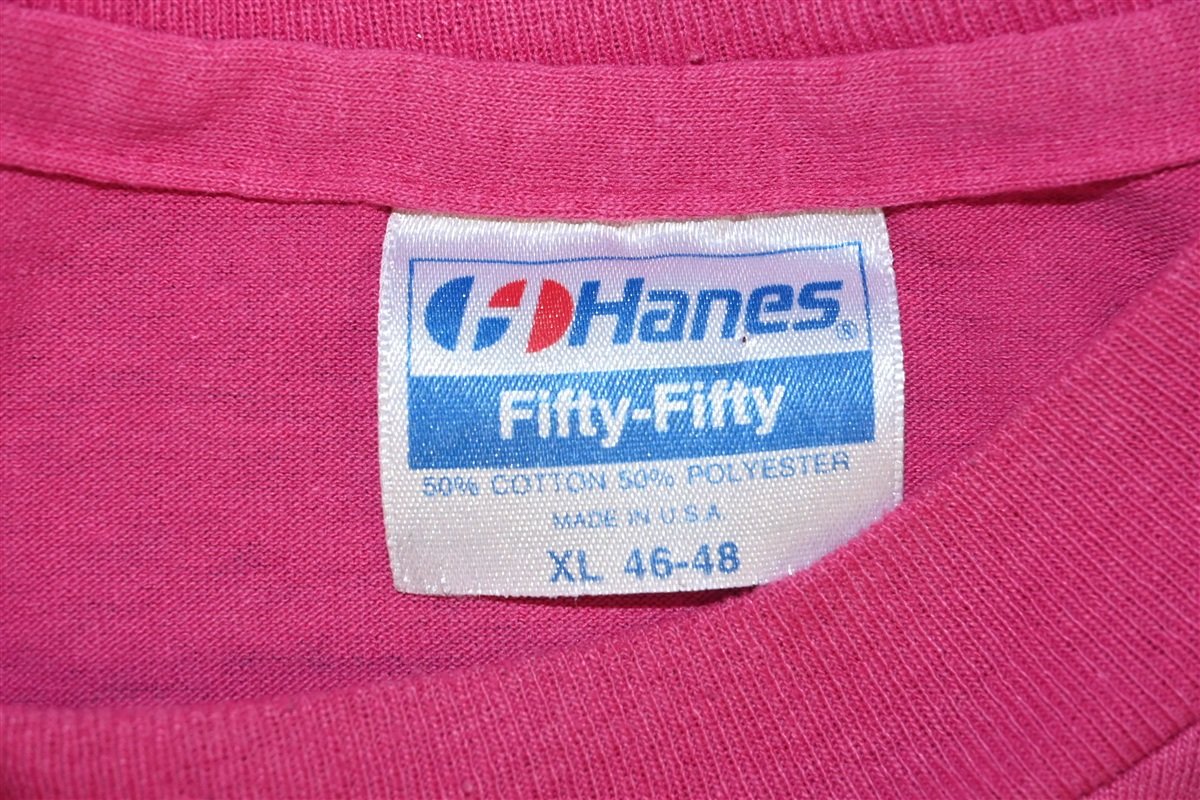 Hanes®
Fifty-Fifty
50% COTTON 50% POLYESTER
MADE IN U.S.A.
XL 46-48